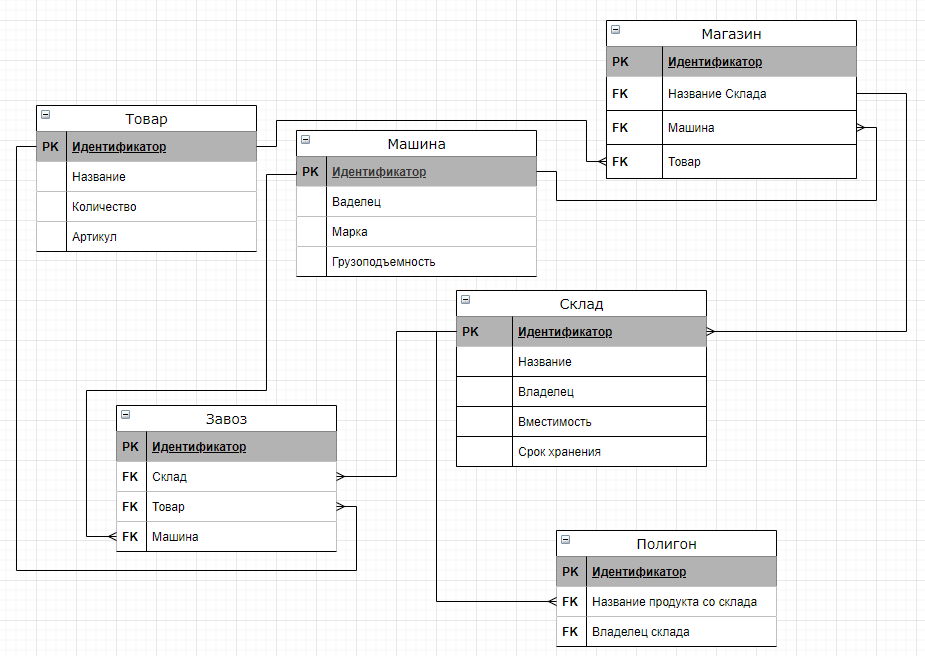 Магазин
PK Идентификатор
FK Название Склада
FK Машина
FK Товар
Товар
PK Идентификатор
Название
Количество
Артикул
Машина
PK Идентификатор
Ваделец
Марка
Грузоподъемность
Склад
PK Идентификатор
Название
Владелец
Вместимость
Срок хранения
Завоз
PK Идентификатор
FK Склад
FK Товар
FK Машина
Полигон
PK Идентификатор
FK Название продукта со склада
FK Владелец склада